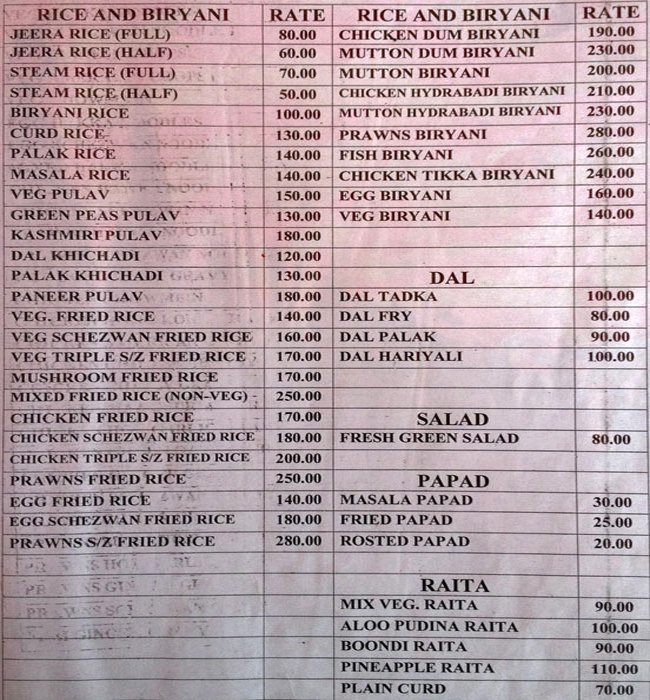 RICE AND BIRYANI RATE
JEERA RICE (FULL) 80.00
JEERA RICE (HALF) 60.00
STEAM RICE (FULL) 70.00
STEAM RICE (HALF) 50.00
BIRYANI RICE 100.00
CURD RICE 130.00
PALAK RICE 140.00
MASALA RICE 140.00
VEG PULAV 150.00
GREEN PEAS PULAV 130.00
KASHMIRI PULAV 180.00
DAL KHICHADI 120.00
PALAK KHICHADI 130.00
PANEER PULAV 180.00
VEG. FRIED RICE 140.00
VEG SCHEZWAN FRIED RICE 160.00
VEG TRIPLE S/Z FRIED RICE 170.00
MUSHROOM FRIED RICE 170.00
MIXED FRIED RICE (NON-VEG) 250.00
CHICKEN FRIED RICE 170.00
CHICKEN SCHEZWAN FRIED RICE 180.00
CHICKEN TRIPLE S/Z FRIED RICE 200.00
PRAWNS FRIED RICE 250.00
EGG FRIED RICE 140.00
EGG SCHEZWAN FRIED RICE 180.00
PRAWNS S/Z FRIED RICE 280.00
RICE AND BIRYANI RATE
CHICKEN DUM BIRYANI 190.00
MUTTON DUM BIRYANI 230.00
MUTTON BIRYANI 200.00
CHICKEN HYDRABADI BIRYANI 210.00
MUTTON HYDRABADI BIRYANI 230.00
PRAWNS BIRYANI 280.00
FISH BIRYANI 260.00
CHICKEN TIKKA BIRYANI 240.00
EGG BIRYANI 160.00
VEG BIRYANI 140.00
DAL
DAL TADKA 100.00
DAL FRY 80.00
DAL PALAK 90.00
DAL HARIYALI 100.00
SALAD
FRESH GREEN SALAD 80.00
PAPAD
MASALA PAPAD 30.00
FRIED PAPAD 25.00
ROSTED PAPAD 20.00
RAITA
MIX VEG. RAITA 90.00
ALOO PUDINA RAITA 100.00
BOONDI RAITA 90.00
PINEAPPLE RAITA 110.00
PLAIN CURD 70.00